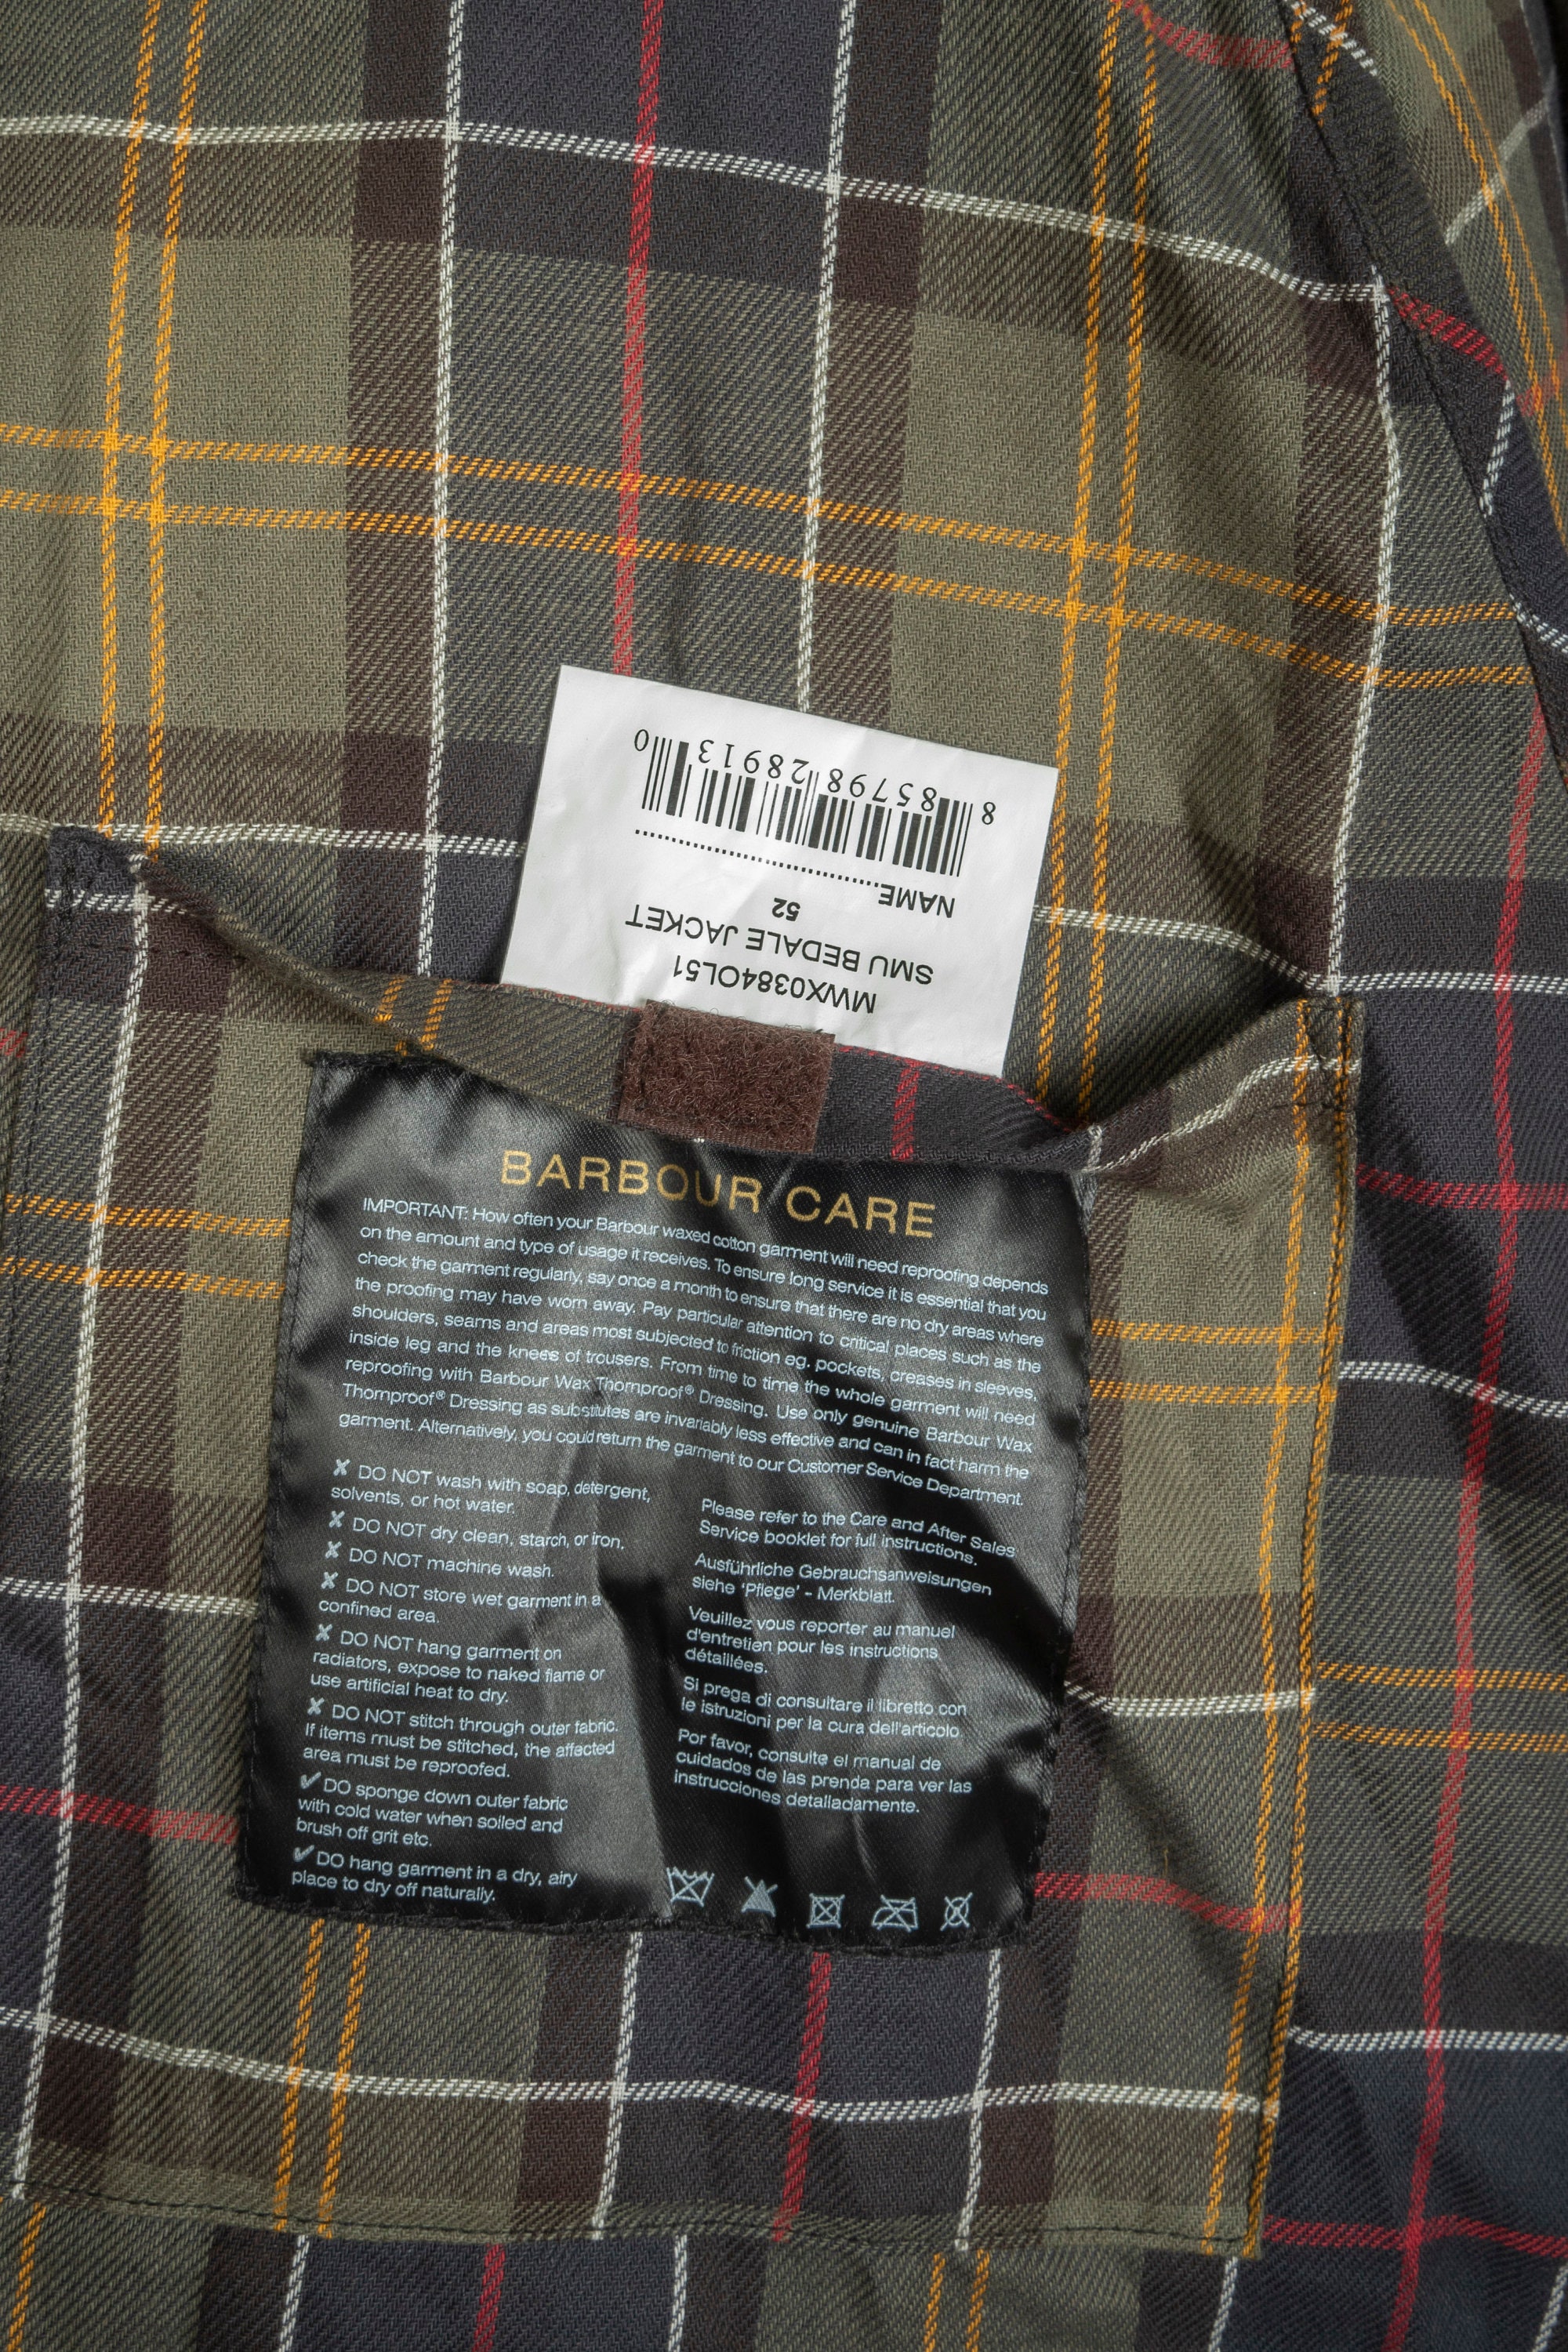 MWX0384OL51
SMU BEDALE JACKET
52
NAME........................................
8 85798 28913 0
BARBOUR CARE
IMPORTANT: How often your Barbour waxed cotton garment will need reproofing depends
on the amount and type of usage it receives. To ensure long service it is essential that you
check the garment regularly, say once a month to ensure that there are no dry areas where
the proofing may have worn away. Pay particular attention to critical places such as the
shoulders, seams and areas most subjected to friction eg. pockets, creases in sleeves,
inside leg and the knees of trousers. From time to time the whole garment will need
reproofing with Barbour Wax Thornproof® Dressing. Use only genuine Barbour Wax
Thornproof® Dressing as substitutes are invariably less effective and can in fact harm the
garment. Alternatively, you could return the garment to our Customer Service Department.
✗ DO NOT wash with soap, detergent,
solvents, or hot water.
✗ DO NOT dry clean, starch, or iron.
✗ DO NOT machine wash.
✗ DO NOT store wet garment in a
confined area.
✗ DO NOT hang garment on
radiators, expose to naked flame or
use artificial heat to dry.
✗ DO NOT stitch through outer fabric.
If items must be stitched, the affected
area must be reproofed.
✓ DO sponge down outer fabric
with cold water when soiled and
brush off grit etc.
✓ DO hang garment in a dry, airy
place to dry off naturally.
Please refer to the Care and After Sales
Service booklet for full instructions.
Ausführliche Gebrauchsanweisungen
siehe 'Pflege' - Merkblatt.
Veuillez vous reporter au manuel
d'entretien pour les instructions
détaillées.
Si prega di consultare il libretto con
le istruzioni per la cura dell'articolo
Por favor, consulte el manual de
cuidados de las prenda para ver las
instrucciones detalladamente.